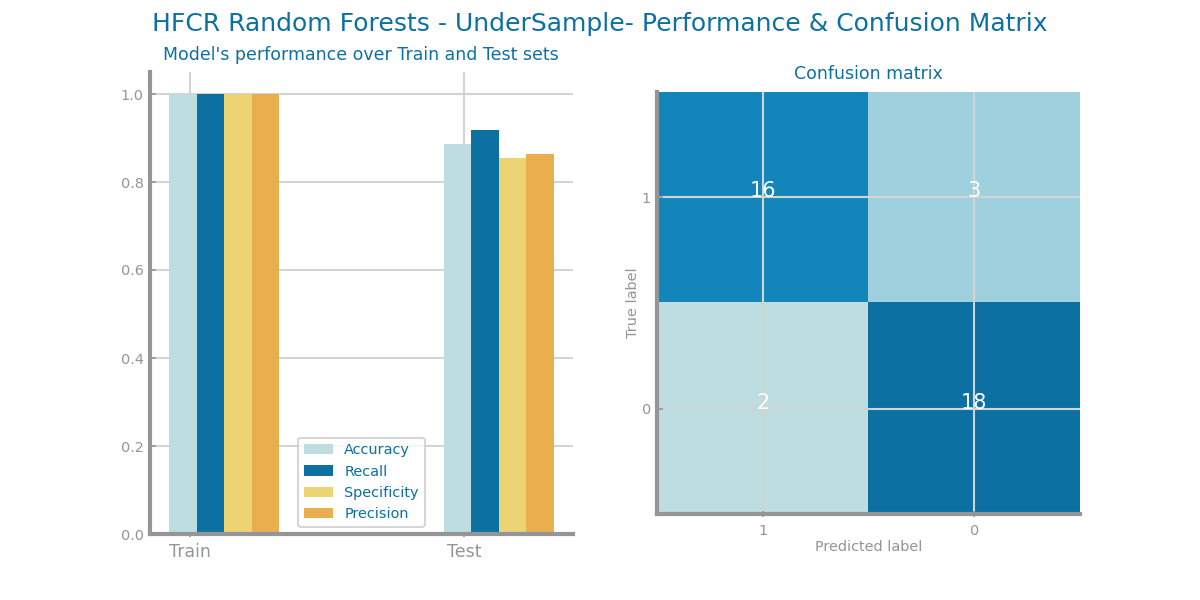 HFCR Random Forests - UnderSample- Performance & Confusion Matrix
Model's performance over Train and Test sets
1.0
0.8
0.6
0.4
0.2
0.0
Accuracy
Recall
Specificity
Precision
Train Test
Confusion matrix
True label
1
0
16 3
2 18
1 0
Predicted label